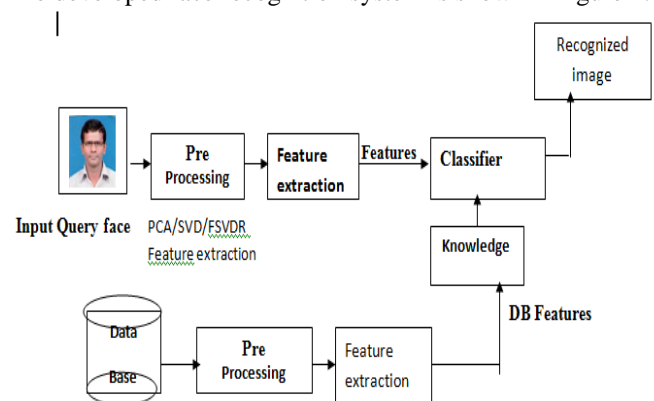 Recognized
image
Pre
Processing
Feature
extraction
Features
Classifier
Input Query face
PCA/SVD/FSVDR
Feature extraction
Knowledge
DB Features
Data
Base
Pre
Processing
Feature
extraction